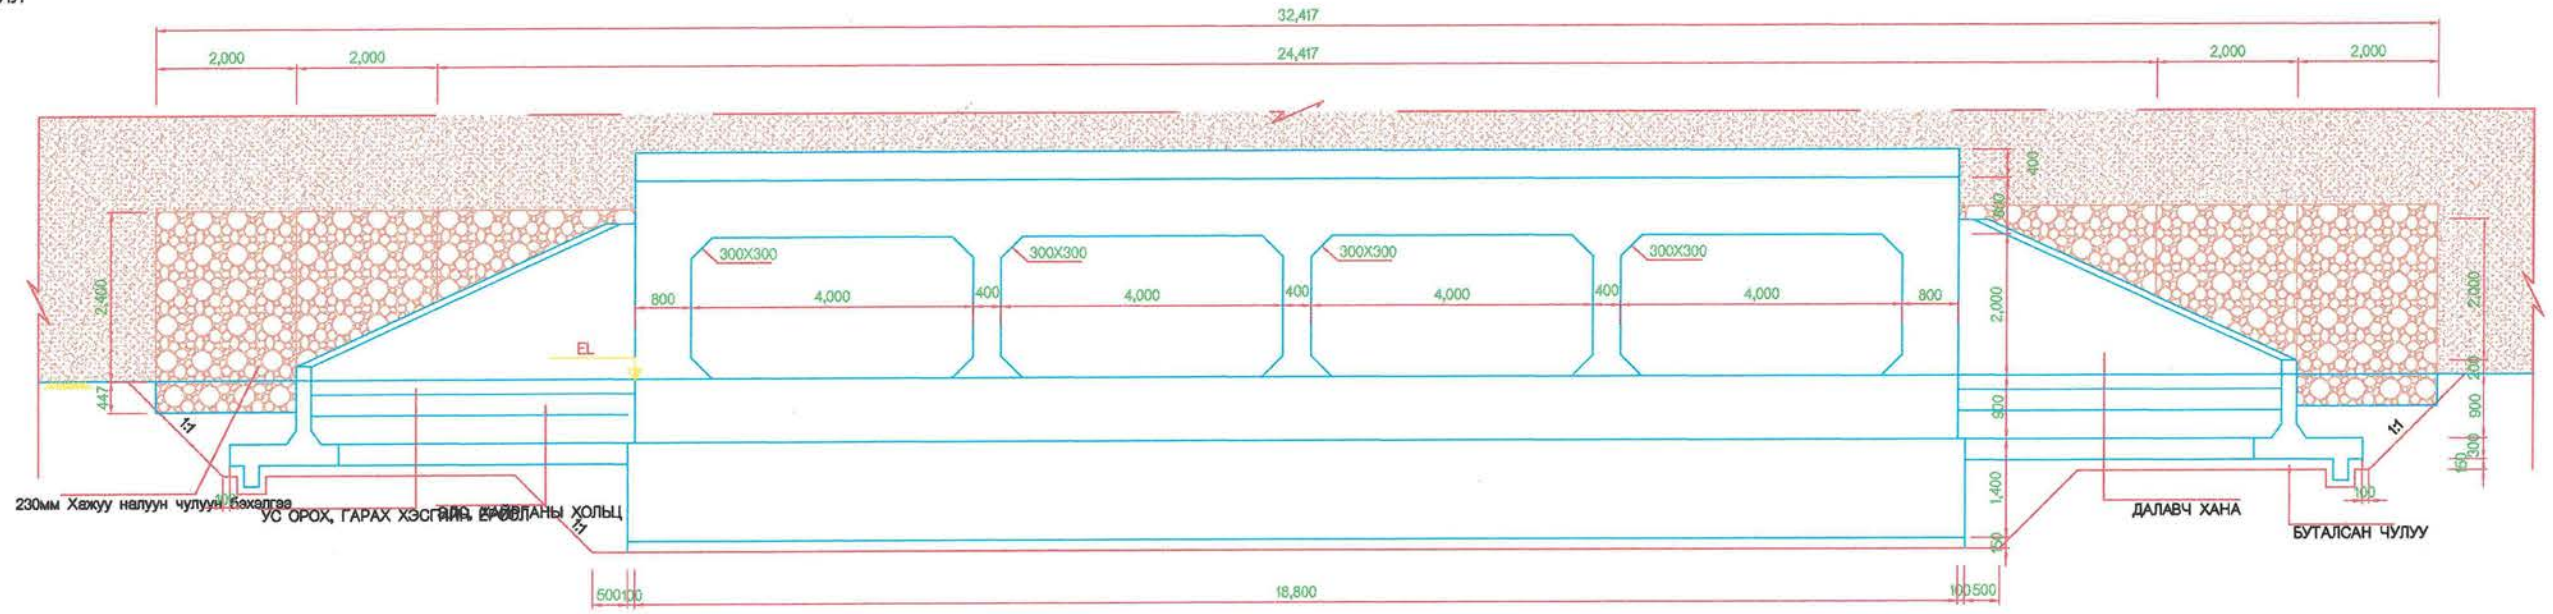 32,417
2,000 2,000 24,417 2,000 2,000
400
300X300 300X300 300X300 300X300
2,400 800 4,000 400 4,000 400 4,000 400 4,000 800 2,000 2,000
EL
200
447 900 900
1:1 1:1
300
150
100 1,400 100
230мм Хажуу налуун чулуун бэхэлгээ
УС ОРОХ, ГАРАХ ХЭСГИЙН
ХОЛЬЦ
1:1
ДАЛАВЧ ХАНА
БУТАЛСАН ЧУЛУУ
150
500 100 18,800 100 500